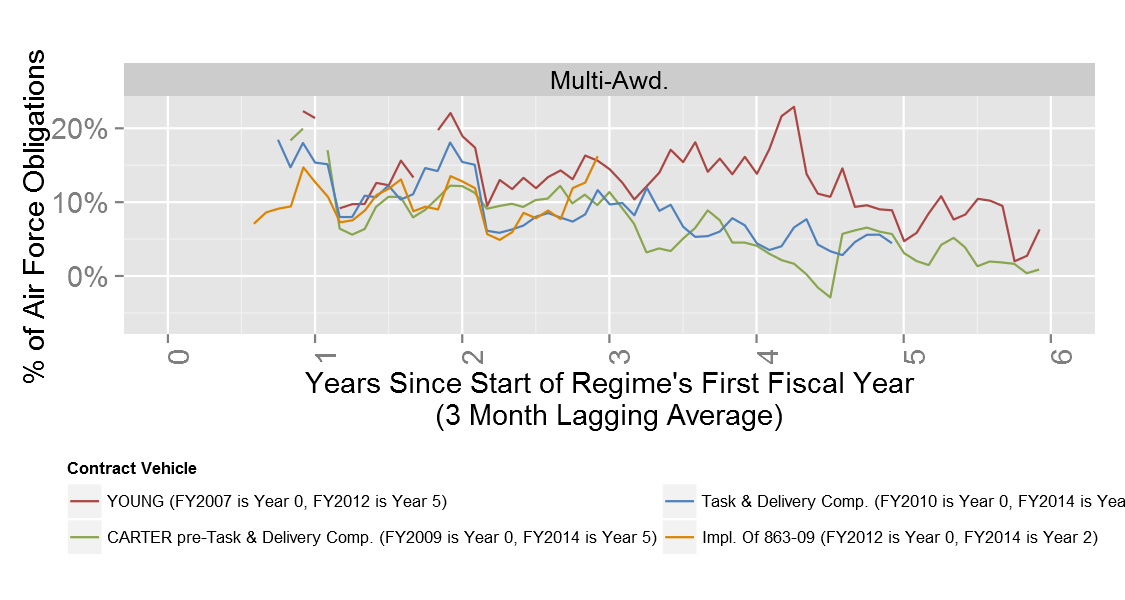 Multi-Awd.
% of Air Force Obligations
20%
10%
0%
0 1 2 3 4 5 6
Years Since Start of Regime's First Fiscal Year
(3 Month Lagging Average)
Contract Vehicle
YOUNG (FY2007 is Year 0, FY2012 is Year 5)
Task & Delivery Comp. (FY2010 is Year 0, FY2014 is Yea
CARTER pre-Task & Delivery Comp. (FY2009 is Year 0, FY2014 is Year 5)
Impl. Of 863-09 (FY2012 is Year 0, FY2014 is Year 2)